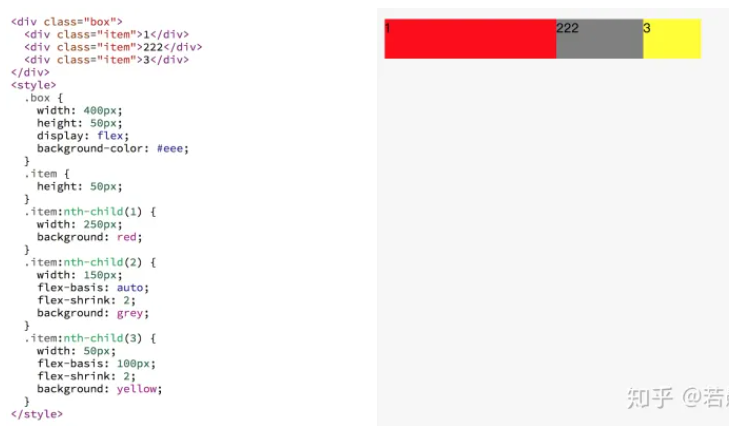 <div class="box">
<div class="item">1</div>
<div class="item">222</div>
<div class="item">3</div>
</div>
<style>
.box {
width: 400px;
height: 50px;
display: flex;
background-color: #eee;
}
.item {
height: 50px;
}
.item:nth-child(1) {
width: 250px;
background: red;
}
.item:nth-child(2) {
width: 150px;
flex-basis: auto;
flex-shrink: 2;
background: grey;
}
.item:nth-child(3) {
width: 50px;
flex-basis: 100px;
flex-shrink: 2;
background: yellow;
}
</style>
1 222 3
知乎 @若